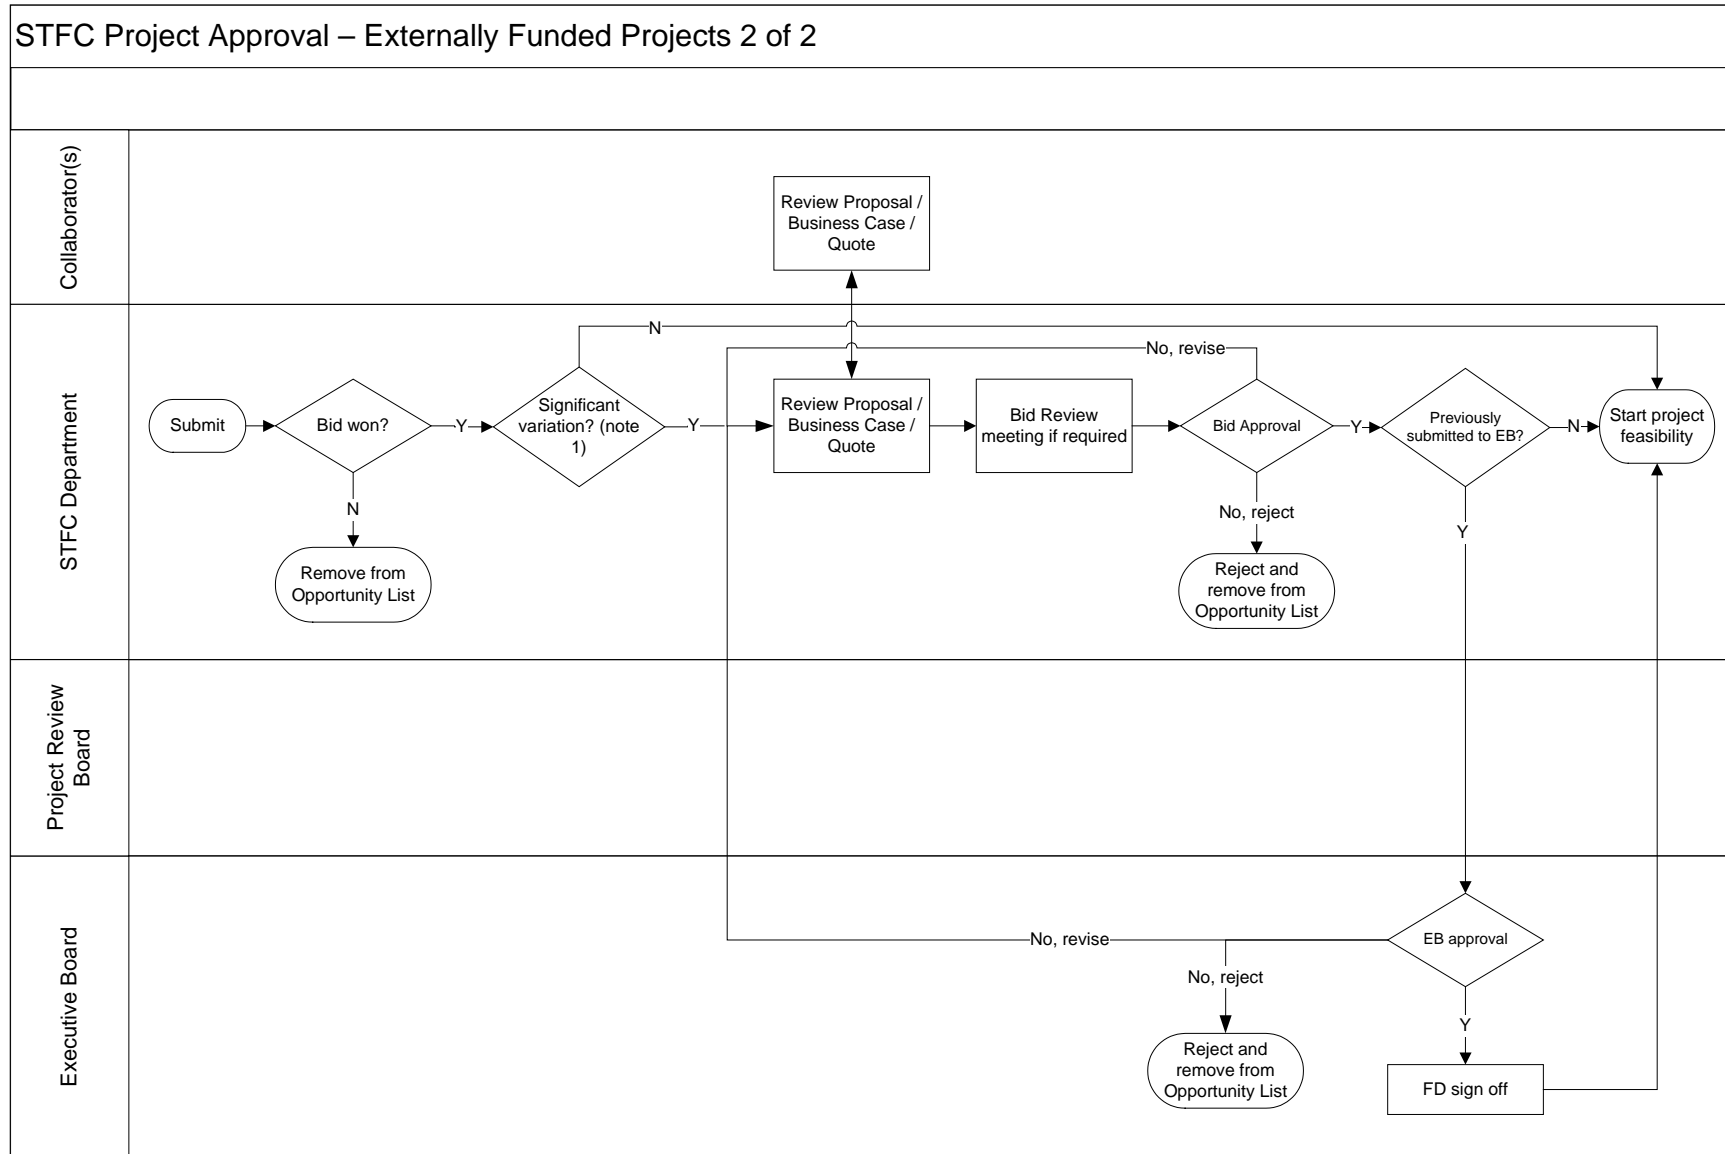 STFC Project Approval – Externally Funded Projects 2 of 2
Collaborator(s)
Review Proposal /
Business Case /
Quote
STFC Department
N
No, revise
Submit
Bid won?
Y
Significant
variation? (note
1)
Y
Review Proposal /
Business Case /
Quote
Bid Review
meeting if required
Bid Approval
Y
Previously
submitted to EB?
N
Start project
feasibility
N
Remove from
Opportunity List
No, reject
Reject and
remove from
Opportunity List
Y
Project Review
Board
Executive Board
No, revise
EB approval
No, reject
Reject and
remove from
Opportunity List
Y
FD sign off